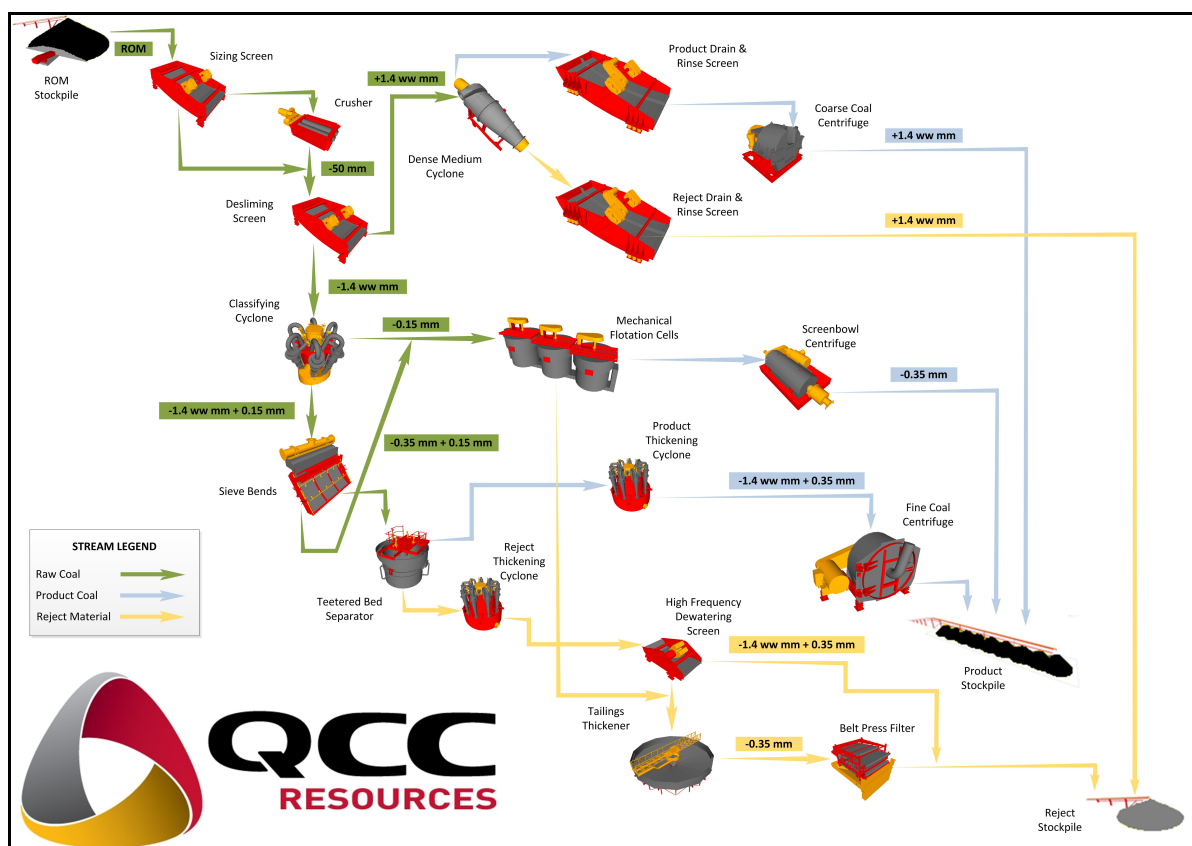 ROM
Sizing Screen
ROM
Stockpile
Crusher
-50 mm
Desliming
Screen
+1.4 ww mm
Dense Medium
Cyclone
Product Drain &
Rinse Screen
Coarse Coal
Centrifuge
+1.4 ww mm
Reject Drain &
Rinse Screen
+1.4 ww mm
-1.4 ww mm
Classifying
Cyclone
-0.15 mm
Mechanical
Flotation Cells
Screenbowl
Centrifuge
-0.35 mm
-1.4 ww mm + 0.15 mm
-0.35 mm + 0.15 mm
Sieve Bends
Product
Thickening
Cyclone
-1.4 ww mm + 0.35 mm
Fine Coal
Centrifuge
STREAM LEGEND
Raw Coal
Product Coal
Reject Material
Teetered Bed
Separator
Reject
Thickening
Cyclone
High Frequency
Dewatering
Screen
-1.4 ww mm + 0.35 mm
Product
Stockpile
Tailings
Thickener
-0.35 mm
Belt Press Filter
Reject
Stockpile
QCC
RESOURCES